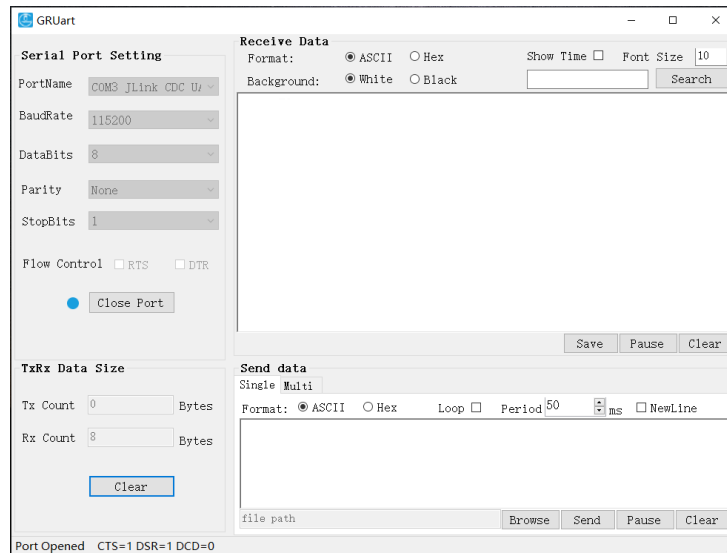 GRUart
Serial Port Setting
PortName COM3 JLink CDC UA
BaudRate 115200
DataBits 8
Parity None
StopBits 1
Flow Control RTS DTR
Close Port
Receive Data
Format: ASCII Hex Show Time Font Size 10
Background: White Black Search
Save Pause Clear
TxRx Data Size
Tx Count 0 Bytes
Rx Count 8 Bytes
Clear
Send data
Single Multi
Format: ASCII Hex Loop Period 50 ms NewLine
file path Browse Send Pause Clear
Port Opened CTS=1 DSR=1 DCD=0